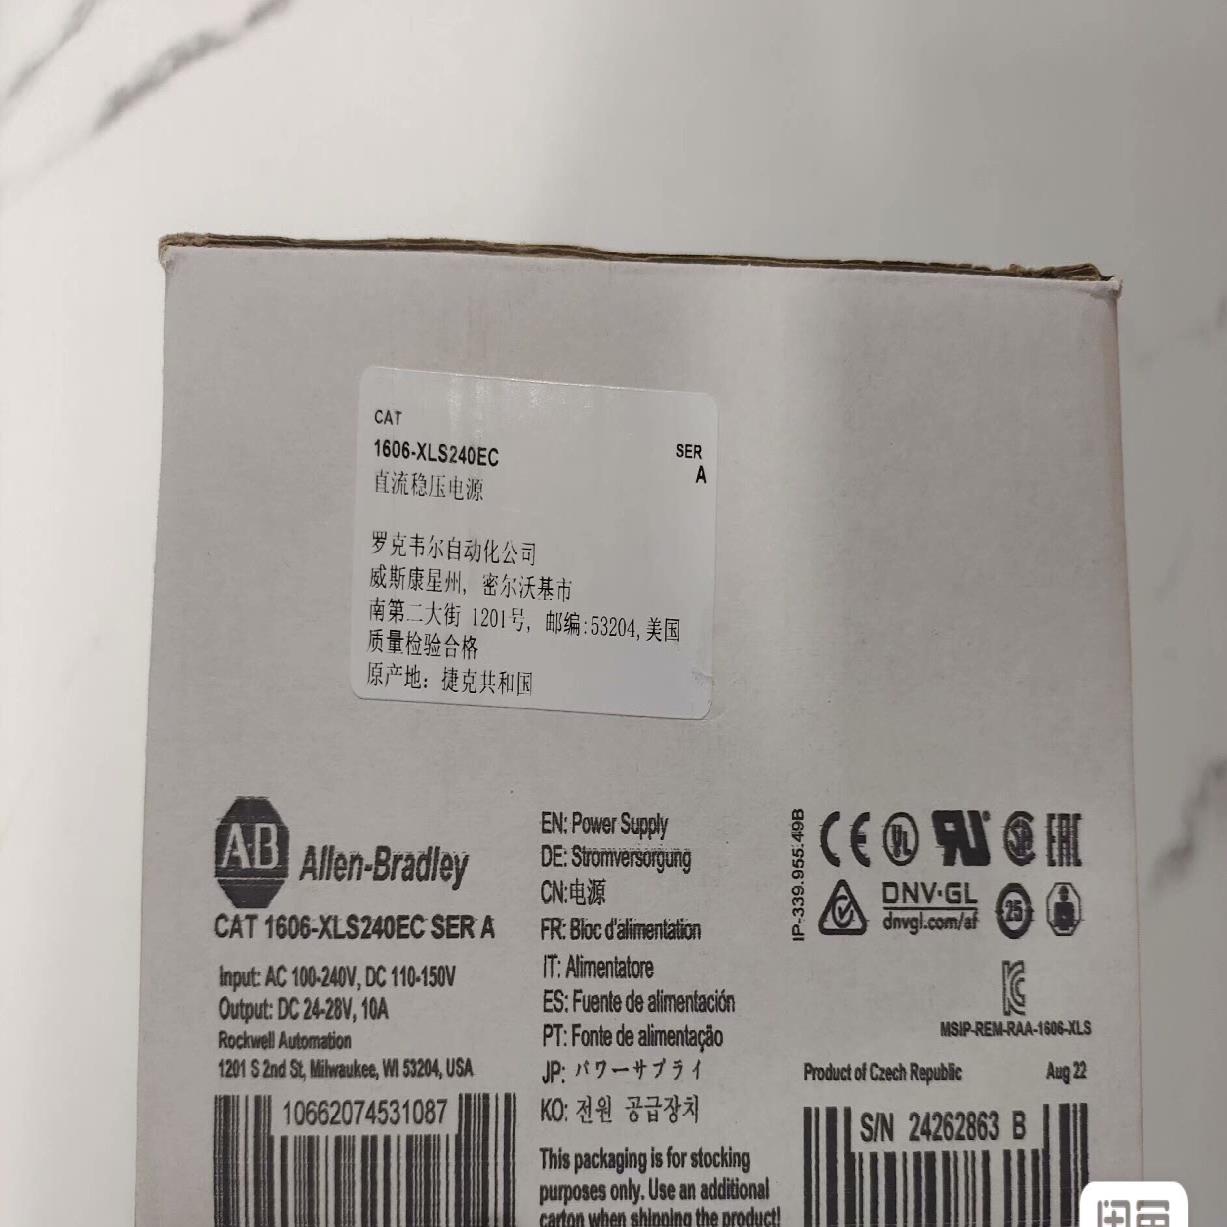 CAT
1606-XLS240EC
SER
A
直流稳压电源
罗克韦尔自动化公司
威斯康星州, 密尔沃基市
南第二大街 1201号, 邮编:53204,美国
质量检验合格
原产地: 捷克共和国
AB Allen-Bradley
CAT 1606-XLS240EC SER A
Input: AC 100-240V, DC 110-150V
Output: DC 24-28V, 10A
Rockwell Automation
1201 S 2nd St, Milwaukee, WI 53204, USA
10662074531087
EN: Power Supply
DE: Stromversorgung
CN:电源
FR: Bloc d'alimentation
IT: Alimentatore
ES: Fuente de alimentación
PT: Fonte de alimentação
JP: パワーサプライ
KO: 전원 공급장치
This packaging is for stocking
purposes only. Use an additional
carton when shipping the product!
IP-339.955.49B
CE UL RU SA EAC
DNV·GL
dnvgl.com/af
25
MSIP-REM-RAA-1606-XLS
Product of Czech Republic
Aug 22
S/N 24262863 B